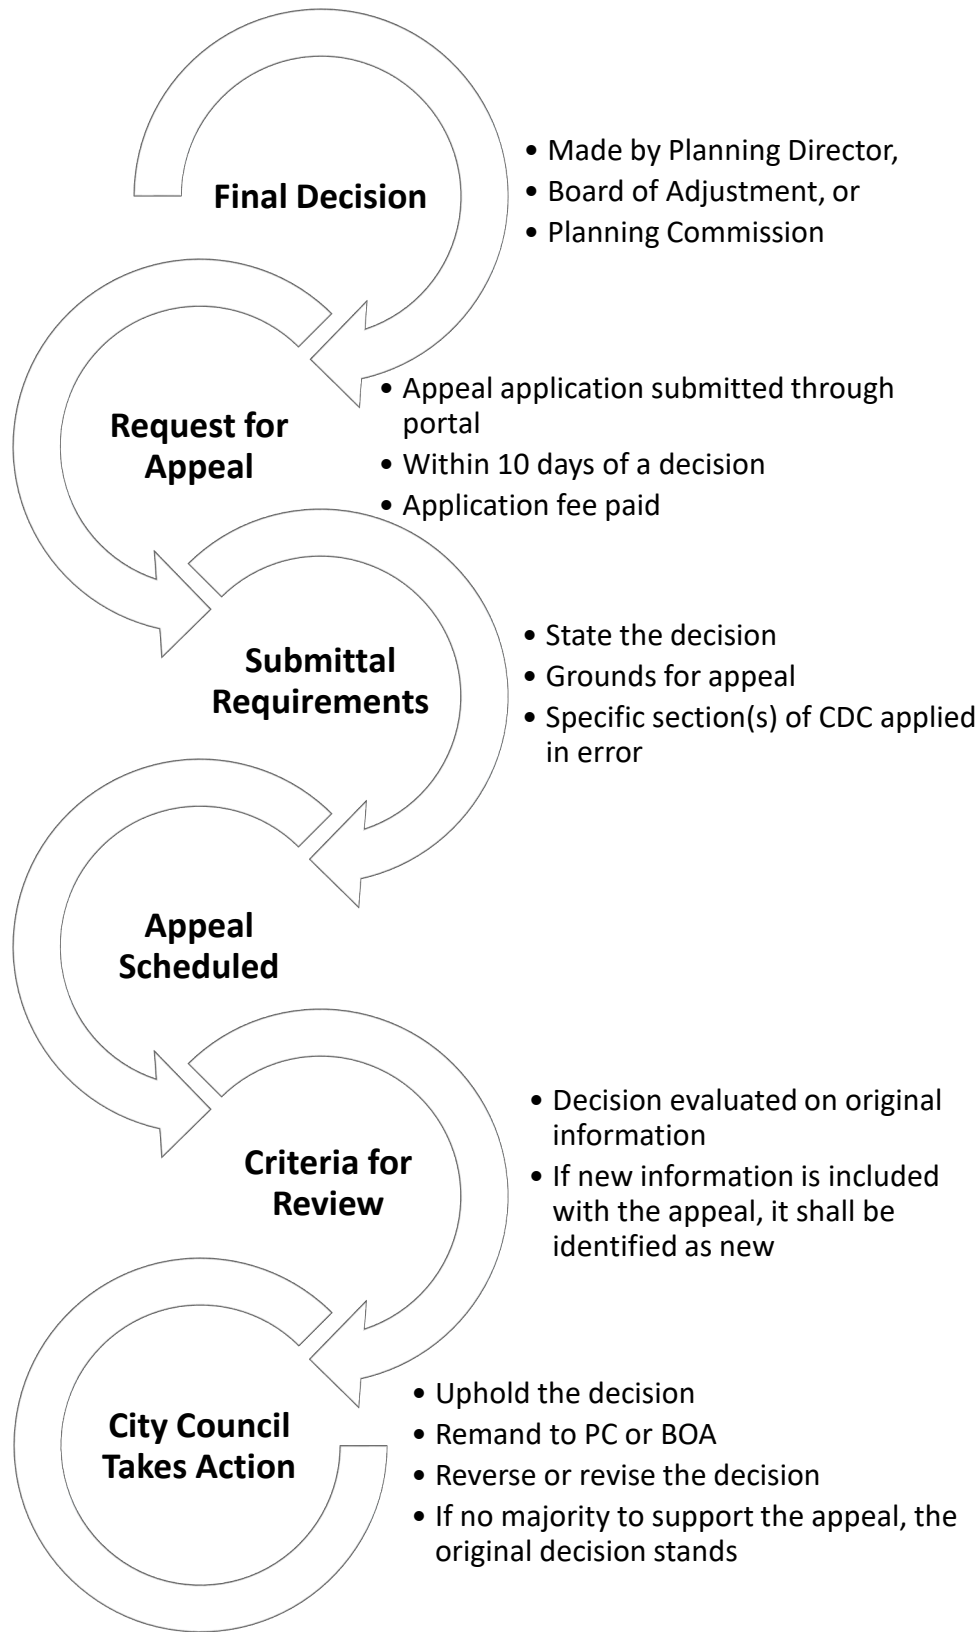 Final Decision
• Made by Planning Director,
• Board of Adjustment, or
• Planning Commission
Request for
Appeal
• Appeal application submitted through
portal
• Within 10 days of a decision
• Application fee paid
Submittal
Requirements
• State the decision
• Grounds for appeal
• Specific section(s) of CDC applied
in error
Appeal
Scheduled
Criteria for
Review
• Decision evaluated on original
information
• If new information is included
with the appeal, it shall be
identified as new
City Council
Takes Action
• Uphold the decision
• Remand to PC or BOA
• Reverse or revise the decision
• If no majority to support the appeal, the
original decision stands